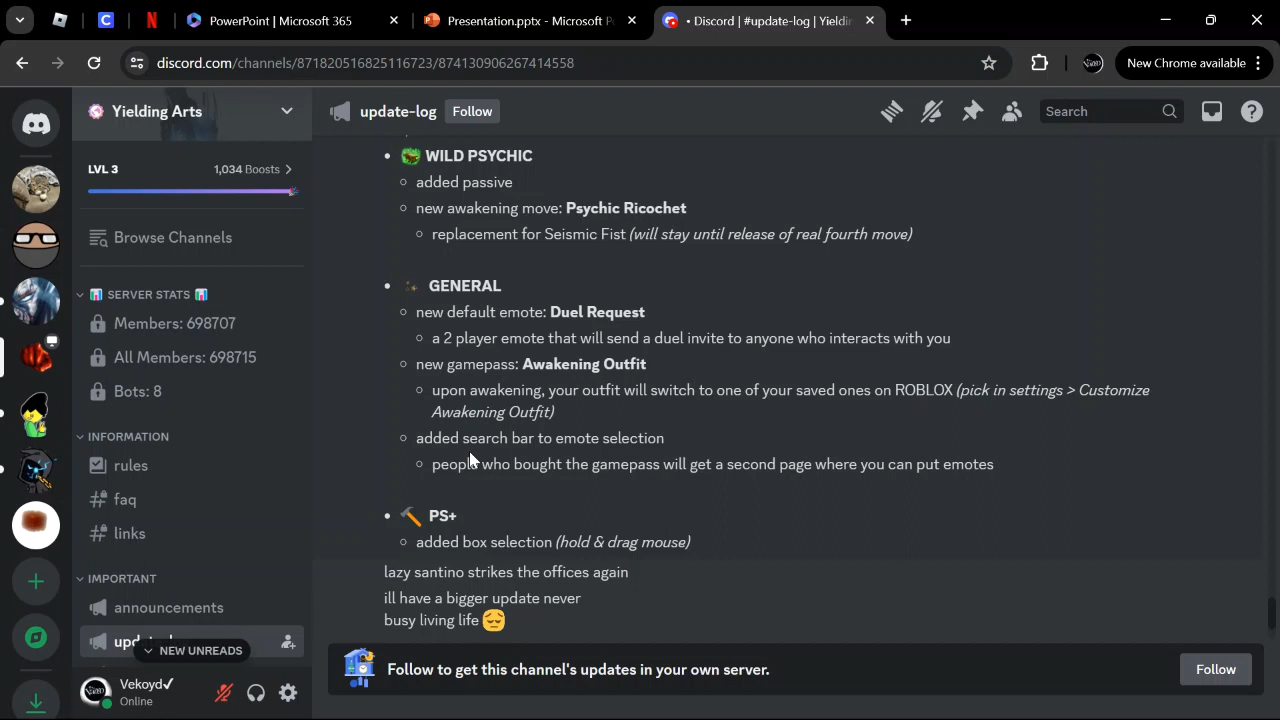 PowerPoint | Microsoft 365
Presentation.pptx - Microsoft P
• Discord | #update-log | Yieldin
discord.com/channels/871820516825116723/874130906267414558
New Chrome available
Yielding Arts
update-log
Follow
Search
LVL 3
1,034 Boosts
Browse Channels
SERVER STATS
Members: 698707
All Members: 698715
Bots: 8
INFORMATION
rules
faq
links
IMPORTANT
announcements
NEW UNREADS
Vekoyd✓
Online
• WILD PSYCHIC
added passive
new awakening move: Psychic Ricochet
replacement for Seismic Fist (will stay until release of real fourth move)
• GENERAL
new default emote: Duel Request
a 2 player emote that will send a duel invite to anyone who interacts with you
new gamepass: Awakening Outfit
upon awakening, your outfit will switch to one of your saved ones on ROBLOX (pick in settings > Customize
Awakening Outfit)
added search bar to emote selection
people who bought the gamepass will get a second page where you can put emotes
• PS+
added box selection (hold & drag mouse)
lazy santino strikes the offices again
ill have a bigger update never
busy living life 😔
Follow to get this channel's updates in your own server.
Follow